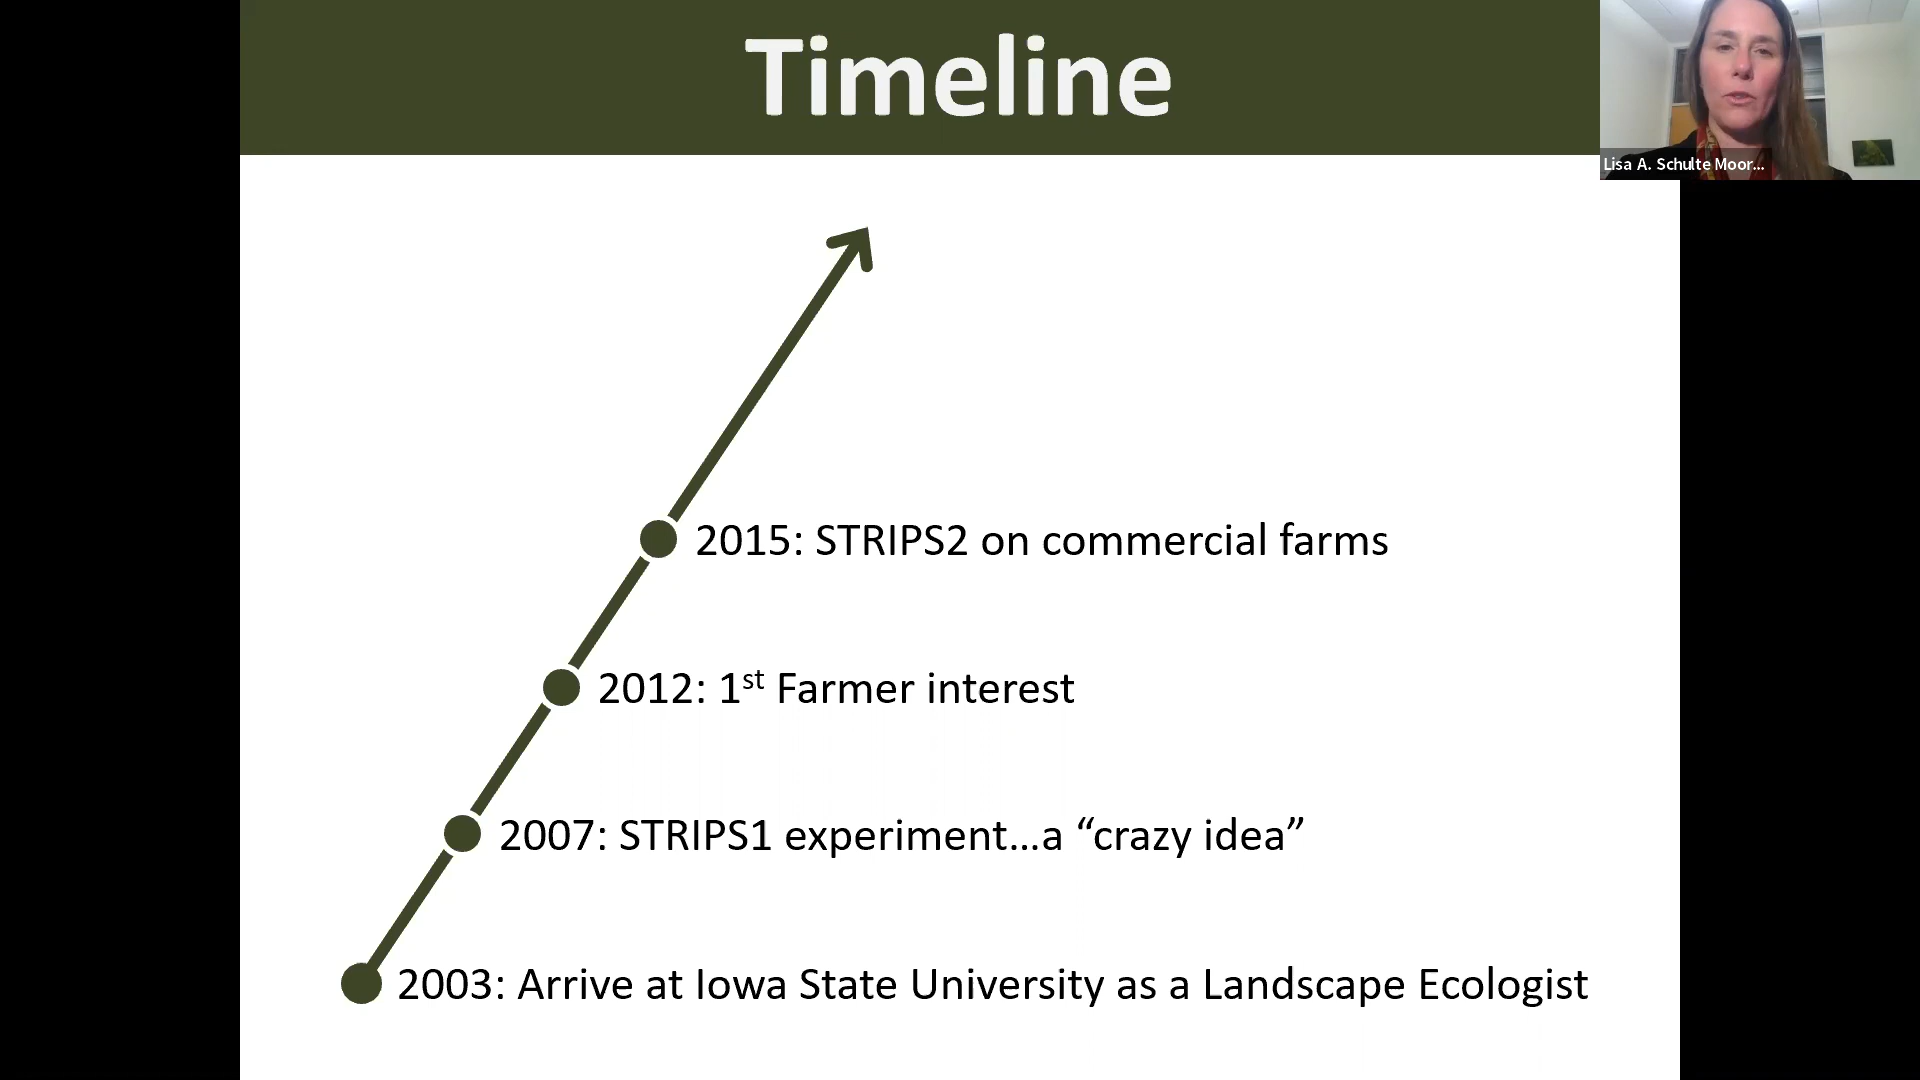 Timeline
Lisa A. Schulte Moor...
2015: STRIPS2 on commercial farms
2012: 1st Farmer interest
2007: STRIPS1 experiment...a “crazy idea”
2003: Arrive at Iowa State University as a Landscape Ecologist